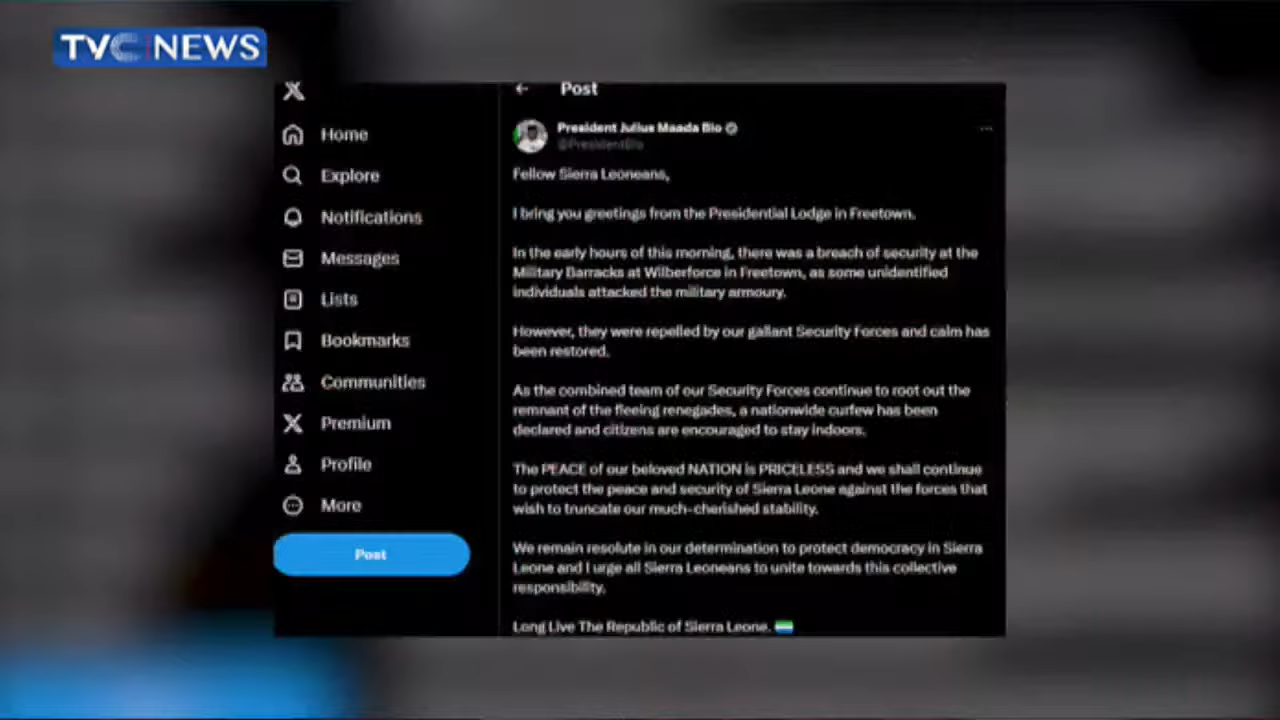 TVC NEWS
Home
Explore
Notifications
Messages
Lists
Bookmarks
Communities
Premium
Profile
More
Post
Post
President Julius Maada Bio
@PresidentBio
Fellow Sierra Leoneans,
I bring you greetings from the Presidential Lodge in Freetown.
In the early hours of this morning, there was a breach of security at the
Military Barracks at Wilberforce in Freetown, as some unidentified
individuals attacked the military armoury.
However, they were repelled by our gallant Security Forces and calm has
been restored.
As the combined team of our Security Forces continue to root out the
remnant of the fleeing renegades, a nationwide curfew has been
declared and citizens are encouraged to stay indoors.
The PEACE of our beloved NATION is PRICELESS and we shall continue
to protect the peace and security of Sierra Leone against the forces that
wish to truncate our much-cherished stability.
We remain resolute in our determination to protect democracy in Sierra
Leone and I urge all Sierra Leoneans to unite towards this collective
responsibility.
Long Live The Republic of Sierra Leone.